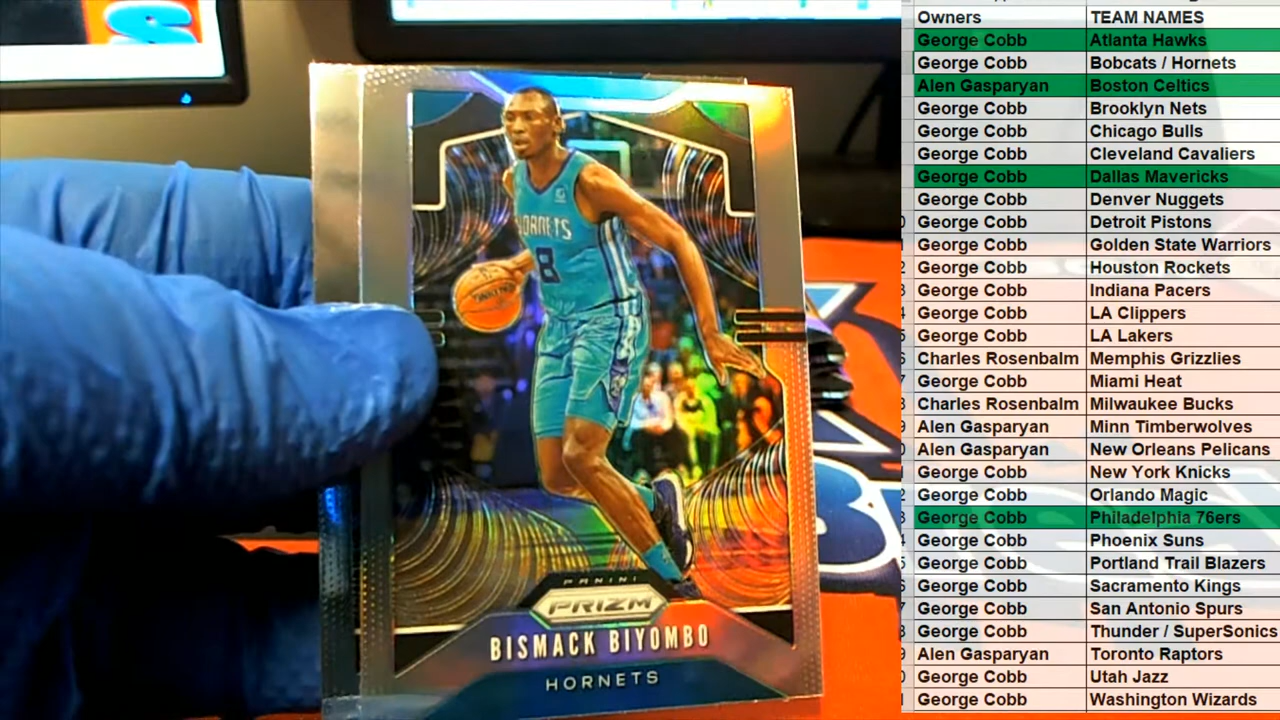 S
HORNETS
8
PANINI
PRIZM
BISMACK BIYOMBO
HORNETS
B
Owners TEAM NAMES
George Cobb Atlanta Hawks
George Cobb Bobcats / Hornets
Alen Gasparyan Boston Celtics
George Cobb Brooklyn Nets
George Cobb Chicago Bulls
George Cobb Cleveland Cavaliers
George Cobb Dallas Mavericks
George Cobb Denver Nuggets
George Cobb Detroit Pistons
George Cobb Golden State Warriors
George Cobb Houston Rockets
George Cobb Indiana Pacers
George Cobb LA Clippers
George Cobb LA Lakers
Charles Rosenbalm Memphis Grizzlies
George Cobb Miami Heat
Charles Rosenbalm Milwaukee Bucks
Alen Gasparyan Minn Timberwolves
Alen Gasparyan New Orleans Pelicans
George Cobb New York Knicks
George Cobb Orlando Magic
George Cobb Philadelphia 76ers
George Cobb Phoenix Suns
George Cobb Portland Trail Blazers
George Cobb Sacramento Kings
George Cobb San Antonio Spurs
George Cobb Thunder / SuperSonics
Alen Gasparyan Toronto Raptors
George Cobb Utah Jazz
George Cobb Washington Wizards